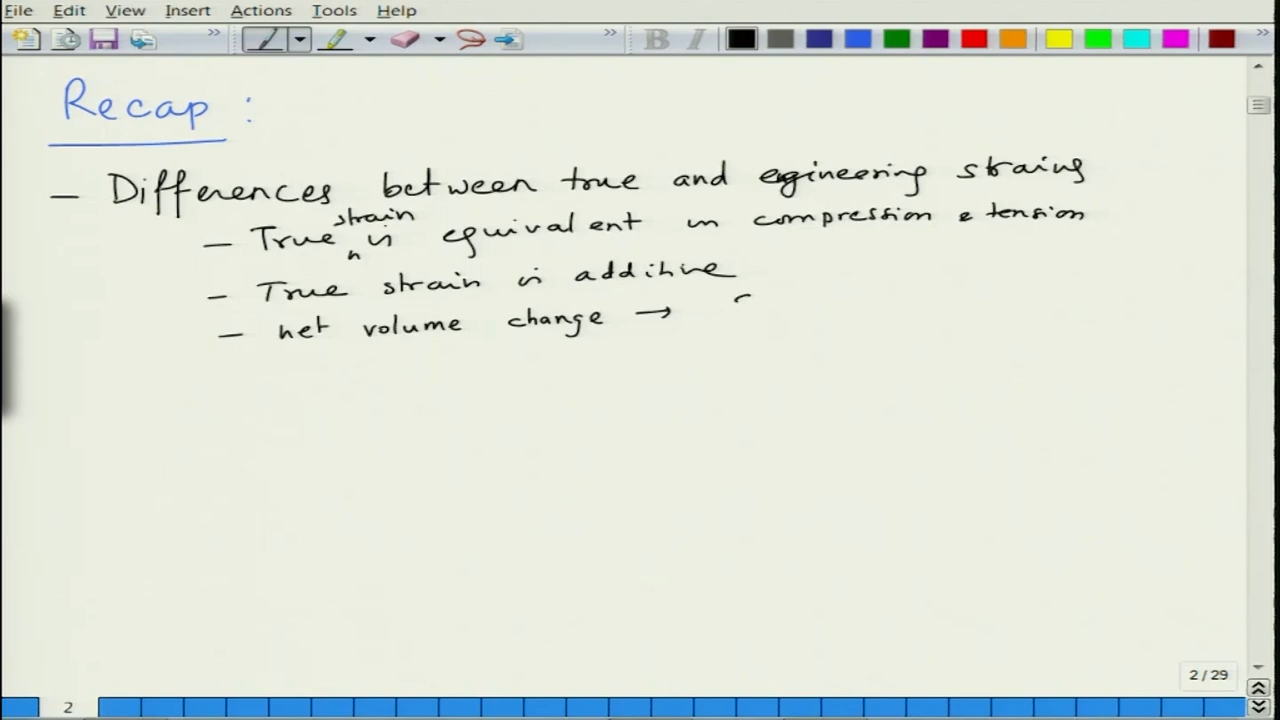 File Edit View Insert Actions Tools Help
Recap :
- Differences between true and engineering strains
- True strain is equivalent in compression & tension
- True strain is additive
- net volume change →
2 / 29
2